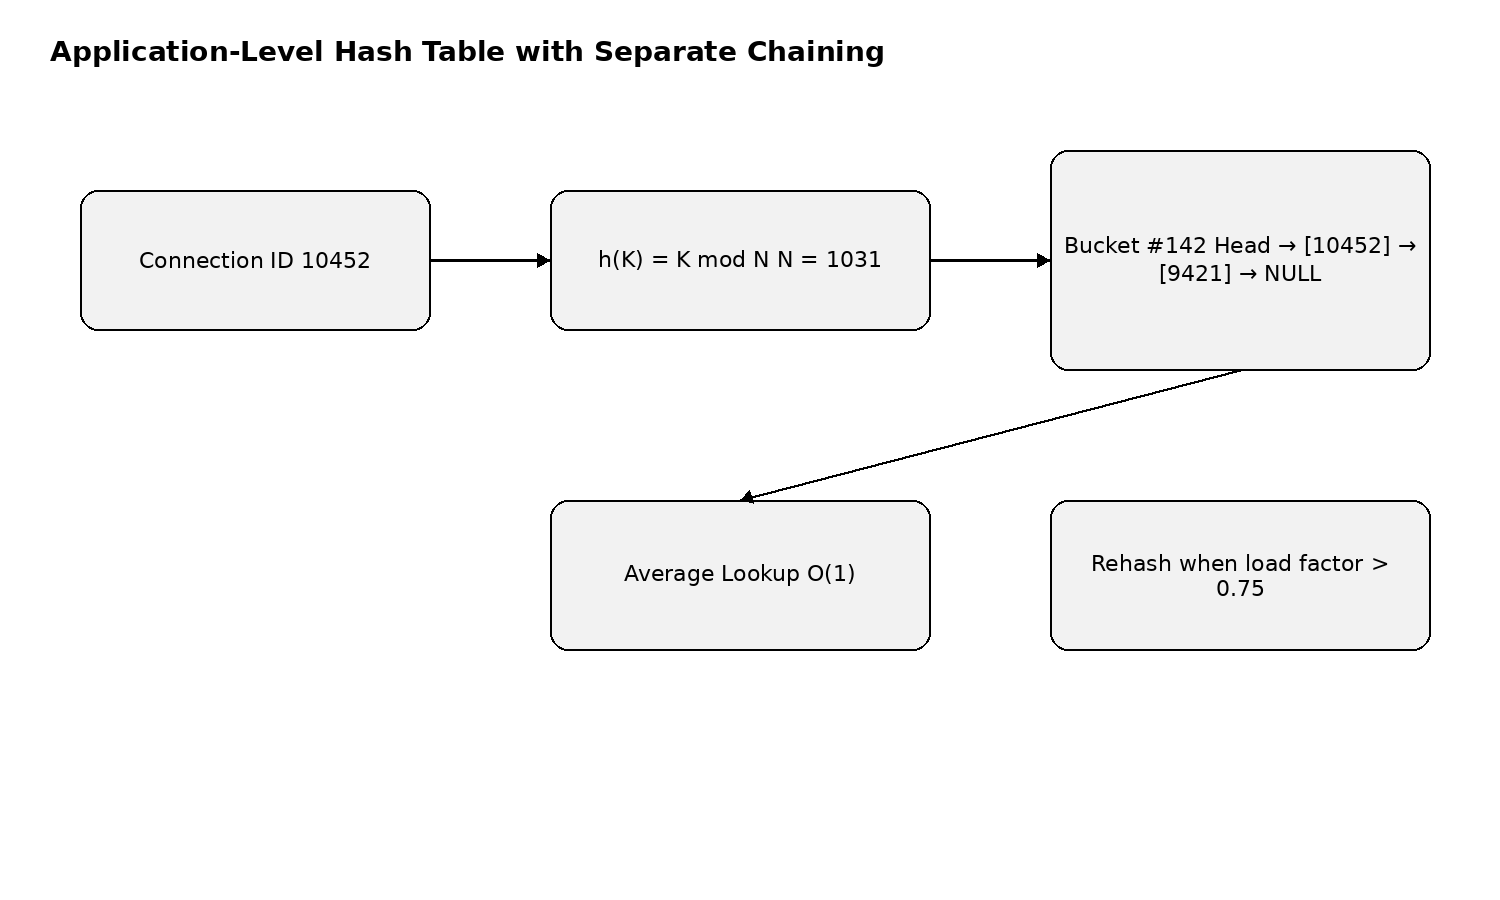 Application-Level Hash Table with Separate Chaining
Connection ID 10452
h(K) = K mod N N = 1031
Bucket #142 Head → [10452] →
[9421] → NULL
Average Lookup O(1)
Rehash when load factor >
0.75